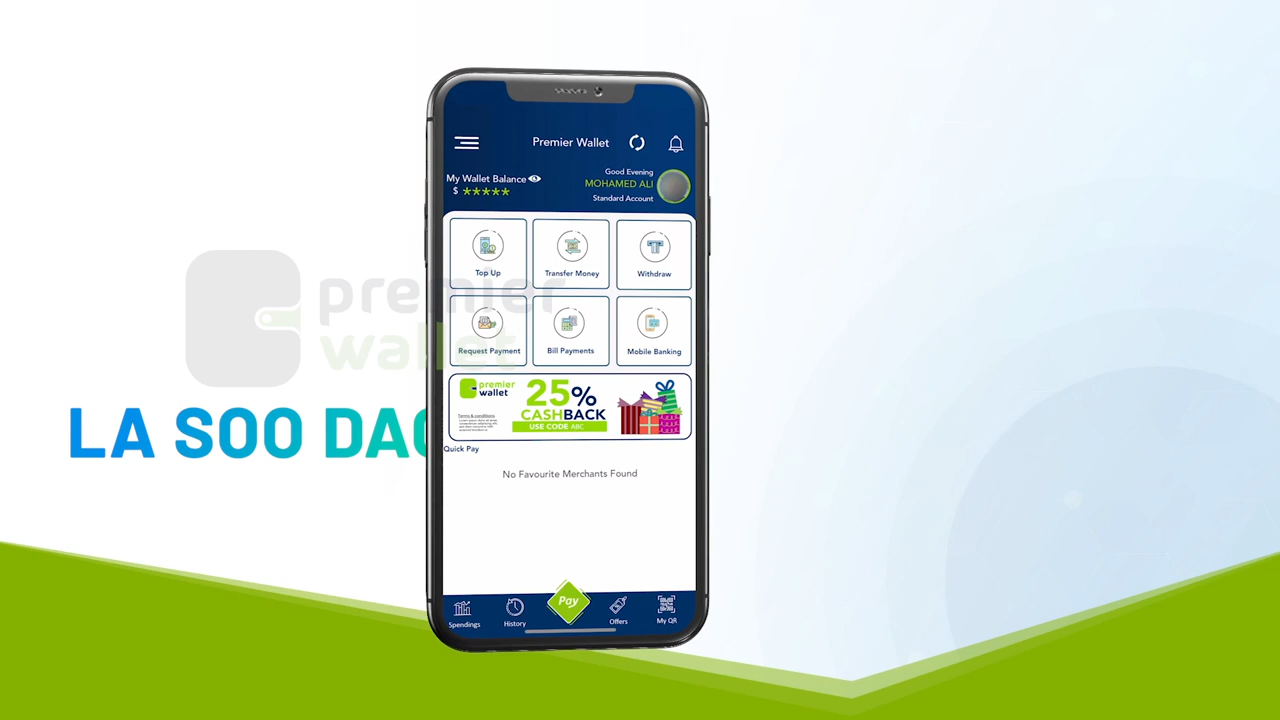 Premier Wallet
Good Evening
My Wallet Balance
MOHAMED ALI
$ *****
Standard Account
Top Up
Transfer Money
Withdraw
premier
wallet
Request Payment
Bill Payments
Mobile Banking
premier
wallet
25%
CASHBACK
USE CODE ABC
Terms & conditions
LA SOO DAG
Quick Pay
No Favourite Merchants Found
Pay
Spendings
History
Offers
My QR